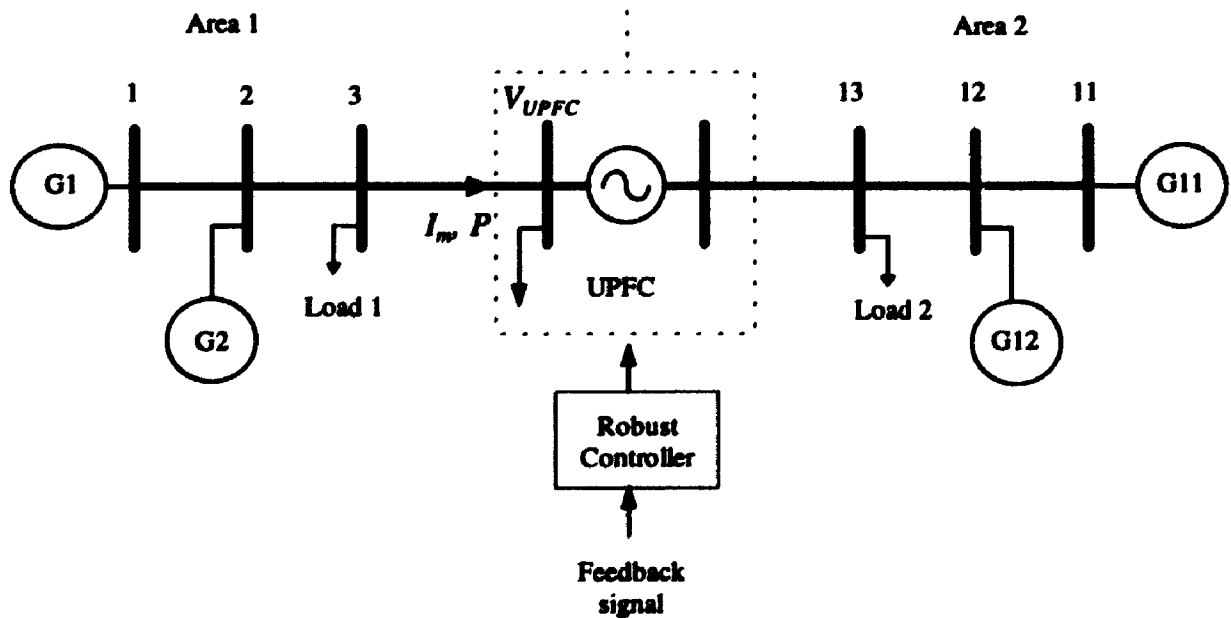 Area 1
Area 2
1
2
3
V_UPFC
13
12
11
G1
G11
I_m, P
Load 1
UPFC
Load 2
G2
G12
Robust
Controller
Feedback
signal